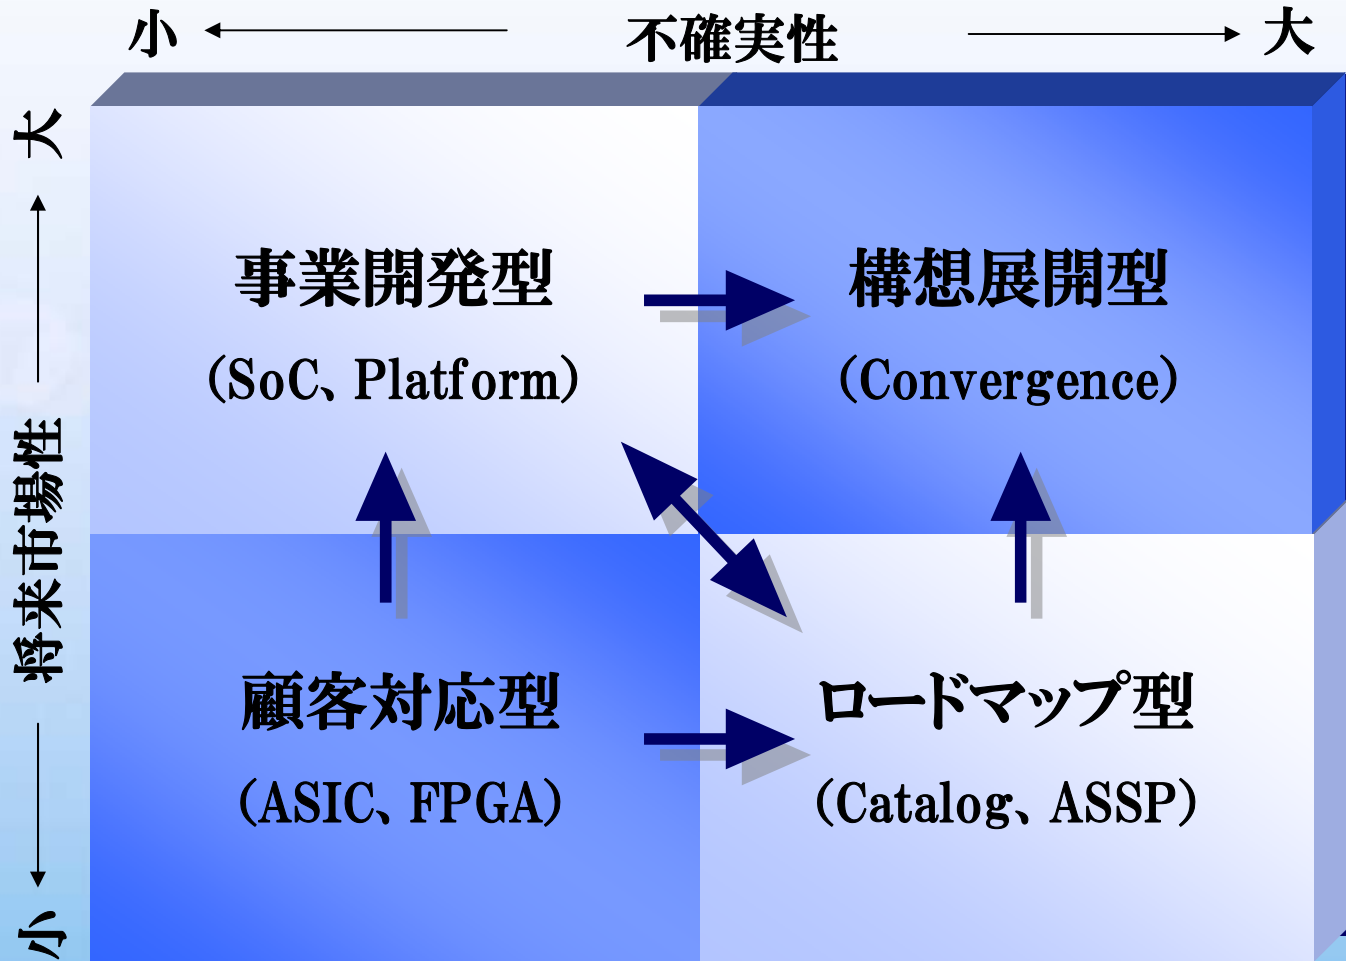 小 不確実性 大
大
将来市場性
小
事業開発型
(SoC、Platform)
構想展開型
(Convergence)
顧客対応型
(ASIC、FPGA)
ロードマップ型
(Catalog、ASSP)